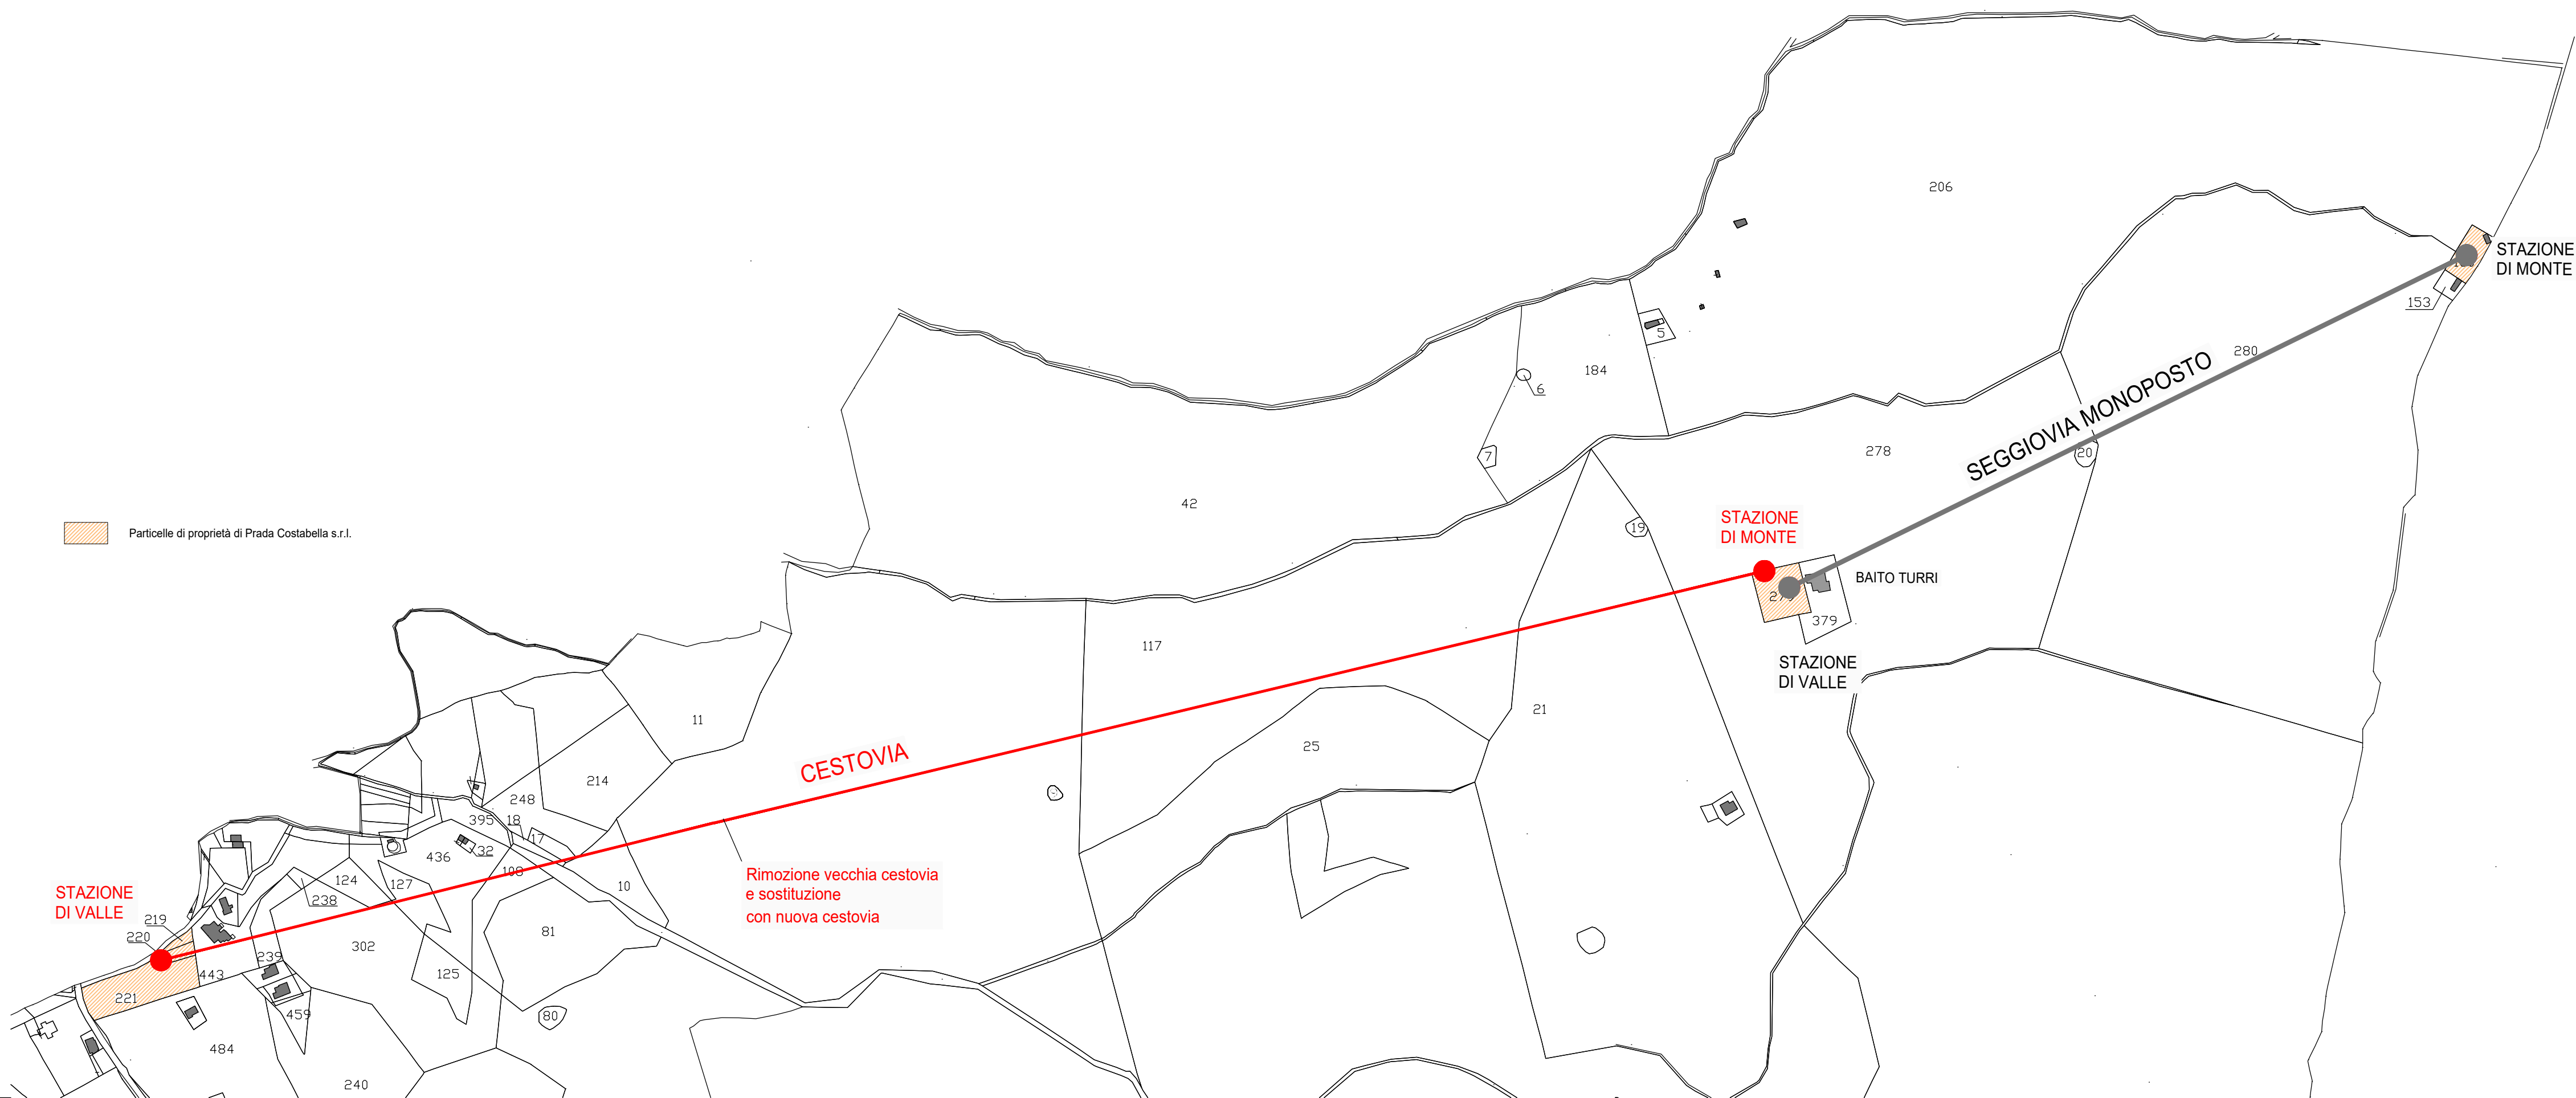 206
STAZIONE
DI MONTE
153
5
280
184
6
SEGGIOVIA MONOPOSTO
278
20
7
42
STAZIONE
DI MONTE
19
Particelle di proprietà di Prada Costabella s.r.l.
BAITO TURRI
379
117
STAZIONE
DI VALLE
21
11
25
CESTOVIA
214
248
395
18
17
32
436
108
Rimozione vecchia cestovia
e sostituzione
con nuova cestovia
124
127
10
238
STAZIONE
DI VALLE
219
220
81
302
239
443
125
221
459
80
484
240